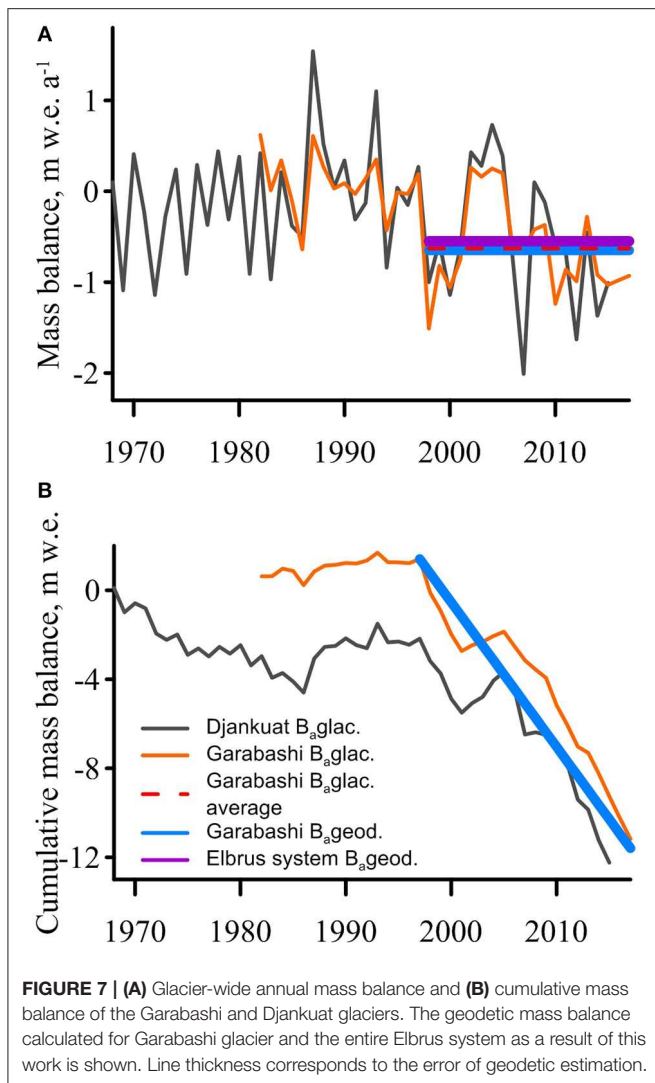 A
Mass balance, m w.e. a⁻¹
1
0
-1
-2
1970 1980 1990 2000 2010
B
Cumulative mass balance, m w.e.
0
-4
-8
-12
Djankuat Bₐglac.
Garabashi Bₐglac.
Garabashi Bₐglac.
average
Garabashi Bₐgeod.
Elbrus system Bₐgeod.
1970 1980 1990 2000 2010
FIGURE 7 | (A) Glacier-wide annual mass balance and (B) cumulative mass
balance of the Garabashi and Djankuat glaciers. The geodetic mass balance
calculated for Garabashi glacier and the entire Elbrus system as a result of this
work is shown. Line thickness corresponds to the error of geodetic estimation.